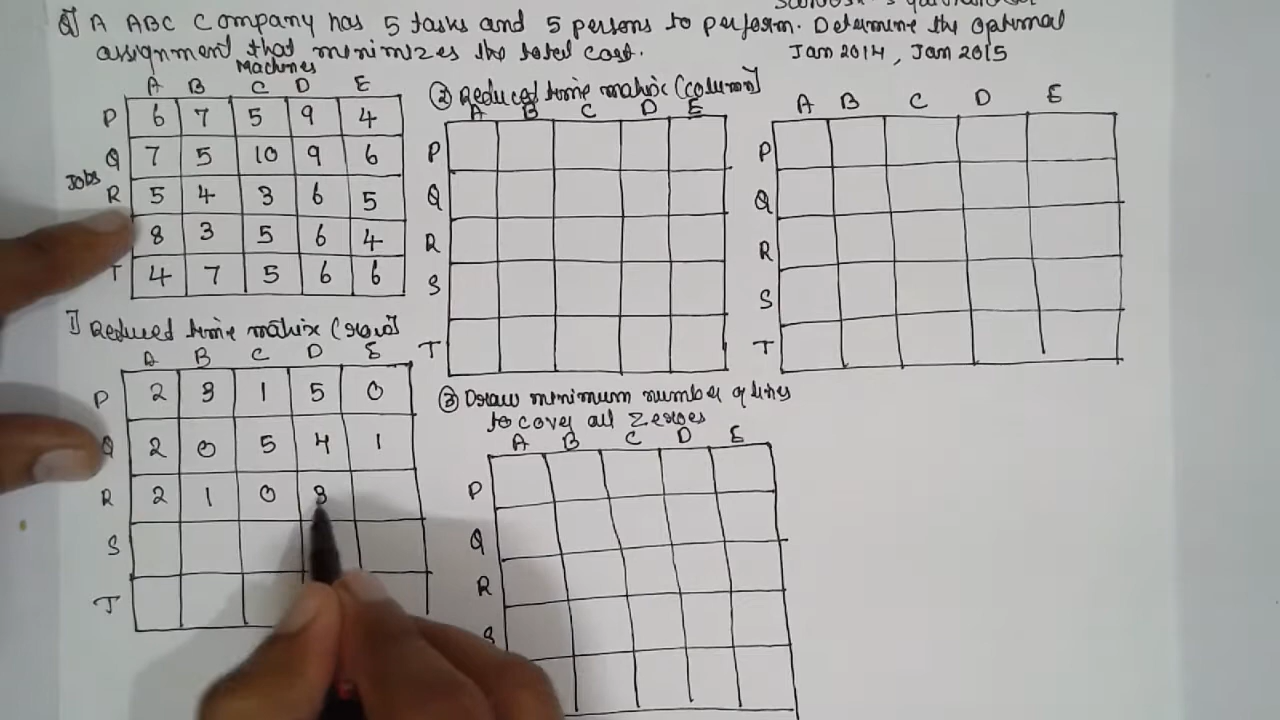 Q] A ABC Company has 5 tasks and 5 persons to perform. Determine the optimal
assignment that minimizes the total cost.
Jan 2014, Jan 2015
Machines
A B C D E
P 6 7 5 9 4
Q 7 5 10 9 6
Jobs
R 5 4 3 6 5
8 3 5 6 4
T 4 7 5 6 6
1] Reduced time matrix (row)
A B C D E
P 2 3 1 5 0
Q 2 0 5 4 1
R 2 1 0 3
S
T
② Reduced time matrix (column)
A B C D E
P
Q
R
S
T
A B C D E
P
Q
R
S
T
③ Draw minimum number of lines
to cover all zeroes
A B C D E
P
Q
R
S